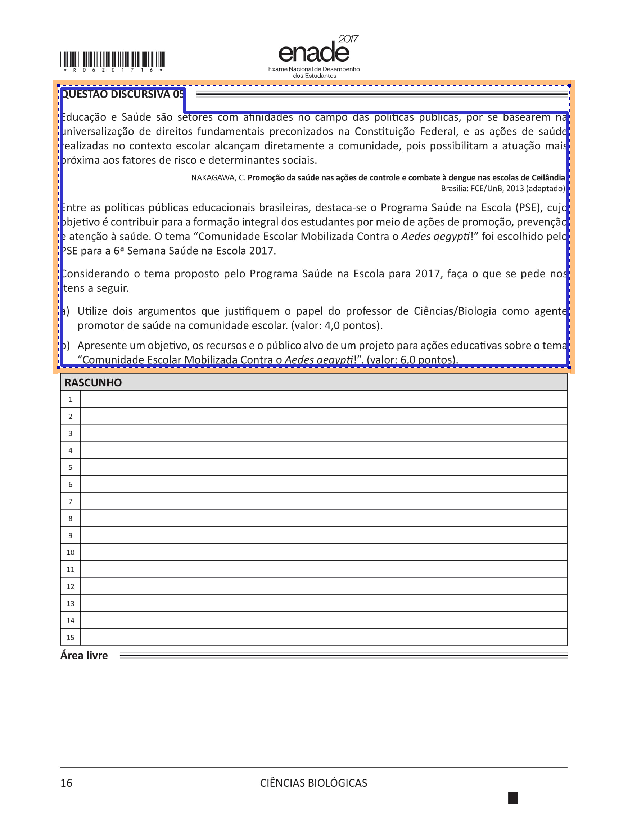 *R0620171616*
2017
enade
Exame Nacional de Desempenho
dos Estudantes
QUESTÃO DISCURSIVA 05
Educação e Saúde são setores com afinidades no campo das políticas públicas, por se basearem na
universalização de direitos fundamentais preconizados na Constituição Federal, e as ações de saúde
realizadas no contexto escolar alcançam diretamente a comunidade, pois possibilitam a atuação mais
próxima aos fatores de risco e determinantes sociais.
NAKAGAWA, C. Promoção da saúde nas ações de controle e combate à dengue nas escolas de Ceilândia.
Brasília: FCE/UnB, 2013 (adaptado).
Entre as políticas públicas educacionais brasileiras, destaca-se o Programa Saúde na Escola (PSE), cujo
objetivo é contribuir para a formação integral dos estudantes por meio de ações de promoção, prevenção
e atenção à saúde. O tema “Comunidade Escolar Mobilizada Contra o Aedes aegypti!” foi escolhido pelo
PSE para a 6ª Semana Saúde na Escola 2017.
Considerando o tema proposto pelo Programa Saúde na Escola para 2017, faça o que se pede nos
itens a seguir.
a) Utilize dois argumentos que justifiquem o papel do professor de Ciências/Biologia como agente
promotor de saúde na comunidade escolar. (valor: 4,0 pontos).
b) Apresente um objetivo, os recursos e o público alvo de um projeto para ações educativas sobre o tema
“Comunidade Escolar Mobilizada Contra o Aedes aegypti!”. (valor: 6,0 pontos).
RASCUNHO
1
2
3
4
5
6
7
8
9
10
11
12
13
14
15
Área livre
16 CIÊNCIAS BIOLÓGICAS